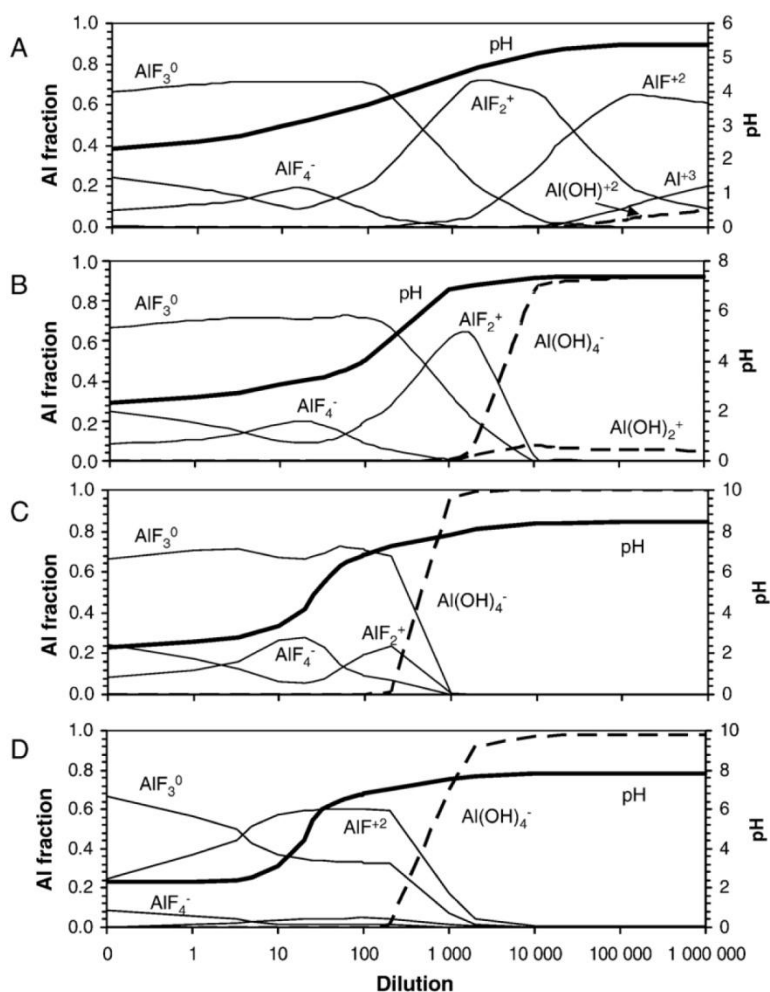 A
1.0
0.8
0.6
0.4
0.2
0.0
Al fraction
AlF₃⁰
AlF₄⁻
pH
AlF₂⁺
AlF⁺²
Al⁺³
Al(OH)⁺²
6
5
4
3
2
1
0
pH
B
1.0
0.8
0.6
0.4
0.2
0.0
Al fraction
AlF₃⁰
AlF₄⁻
pH
AlF₂⁺
Al(OH)₄⁻
Al(OH)₂⁺
8
6
4
2
0
pH
C
1.0
0.8
0.6
0.4
0.2
0.0
Al fraction
AlF₃⁰
AlF₄⁻
AlF₂⁺
Al(OH)₄⁻
pH
10
8
6
4
2
0
pH
D
1.0
0.8
0.6
0.4
0.2
0.0
Al fraction
AlF₃⁰
AlF₄⁻
AlF⁺²
Al(OH)₄⁻
pH
10
8
6
4
2
0
pH
0 1 10 100 1 000 10 000 100 000 1 000 000
Dilution